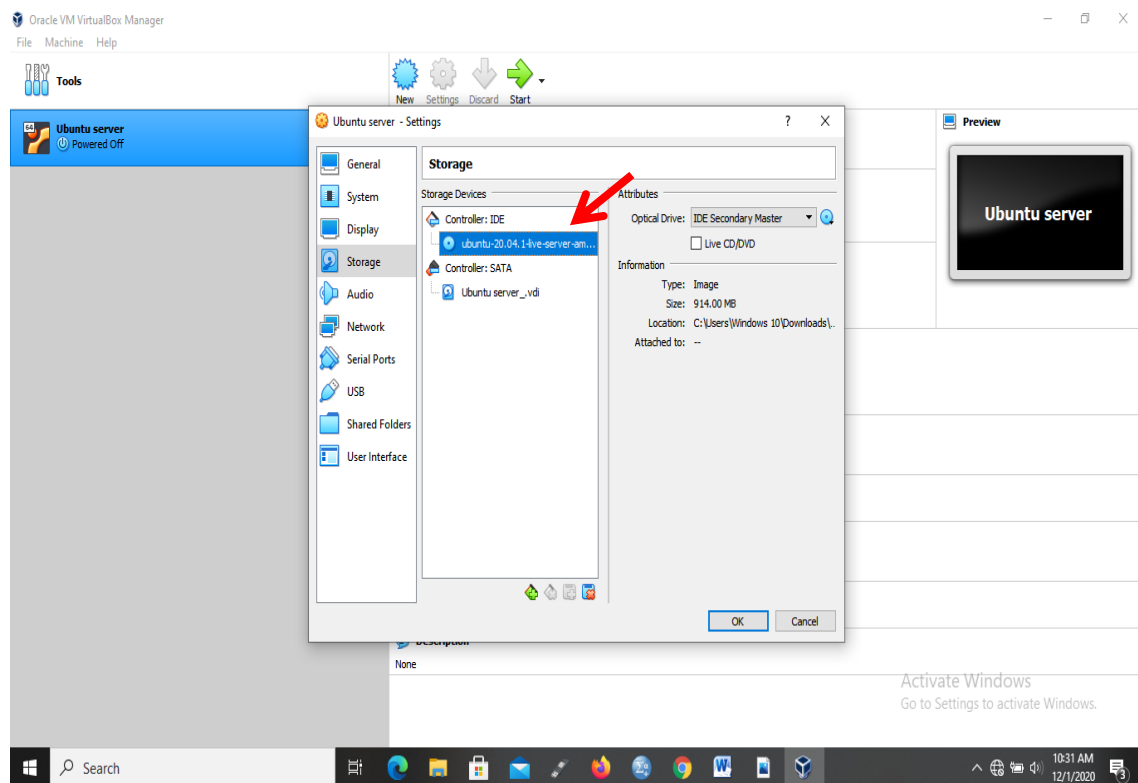 Oracle VM VirtualBox Manager
File Machine Help
Tools
New Settings Discard Start
64
Ubuntu server
Powered Off
Ubuntu server - Settings
? X
General
System
Display
Storage
Audio
Network
Serial Ports
USB
Shared Folders
User Interface
Storage
Storage Devices
Controller: IDE
ubuntu-20.04.1-live-server-am...
Controller: SATA
Ubuntu server_.vdi
Attributes
Optical Drive: IDE Secondary Master
Live CD/DVD
Information
Type: Image
Size: 914.00 MB
Location: C:\Users\Windows 10\Downloads\..
Attached to: --
OK Cancel
Preview
Ubuntu server
Description
None
Activate Windows
Go to Settings to activate Windows.
Search
10:31 AM
12/1/2020
3